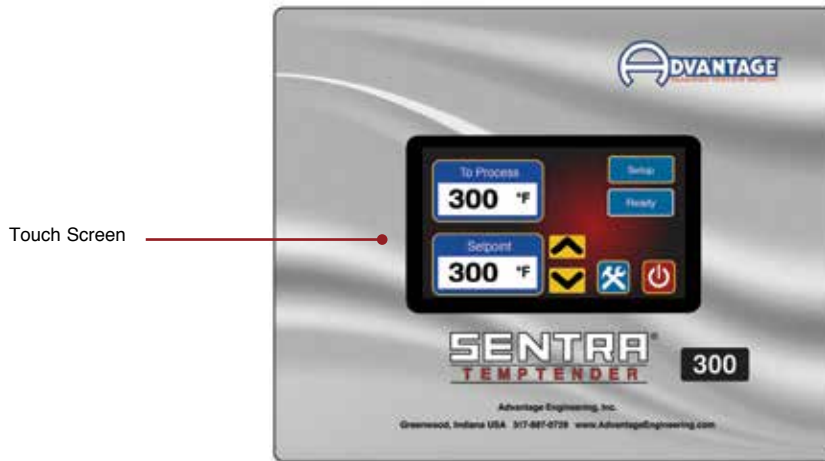 ADVANTAGE
Touch Screen
To Process
300 °F
Setup
Ready
Setpoint
300 °F
SENTRA®
TEMPTENDER
300
Advantage Engineering, Inc.
Greenwood, Indiana USA 317-887-0729 www.AdvantageEngineering.com